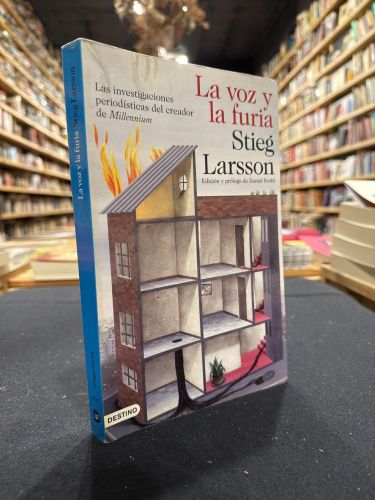 Las investigaciones
periodísticas del creador
de Millennium
La voz y
la furia
Stieg
Larsson
Edición y prólogo de Daniel Poohl
La voz y la furia Stieg Larsson
DESTINO